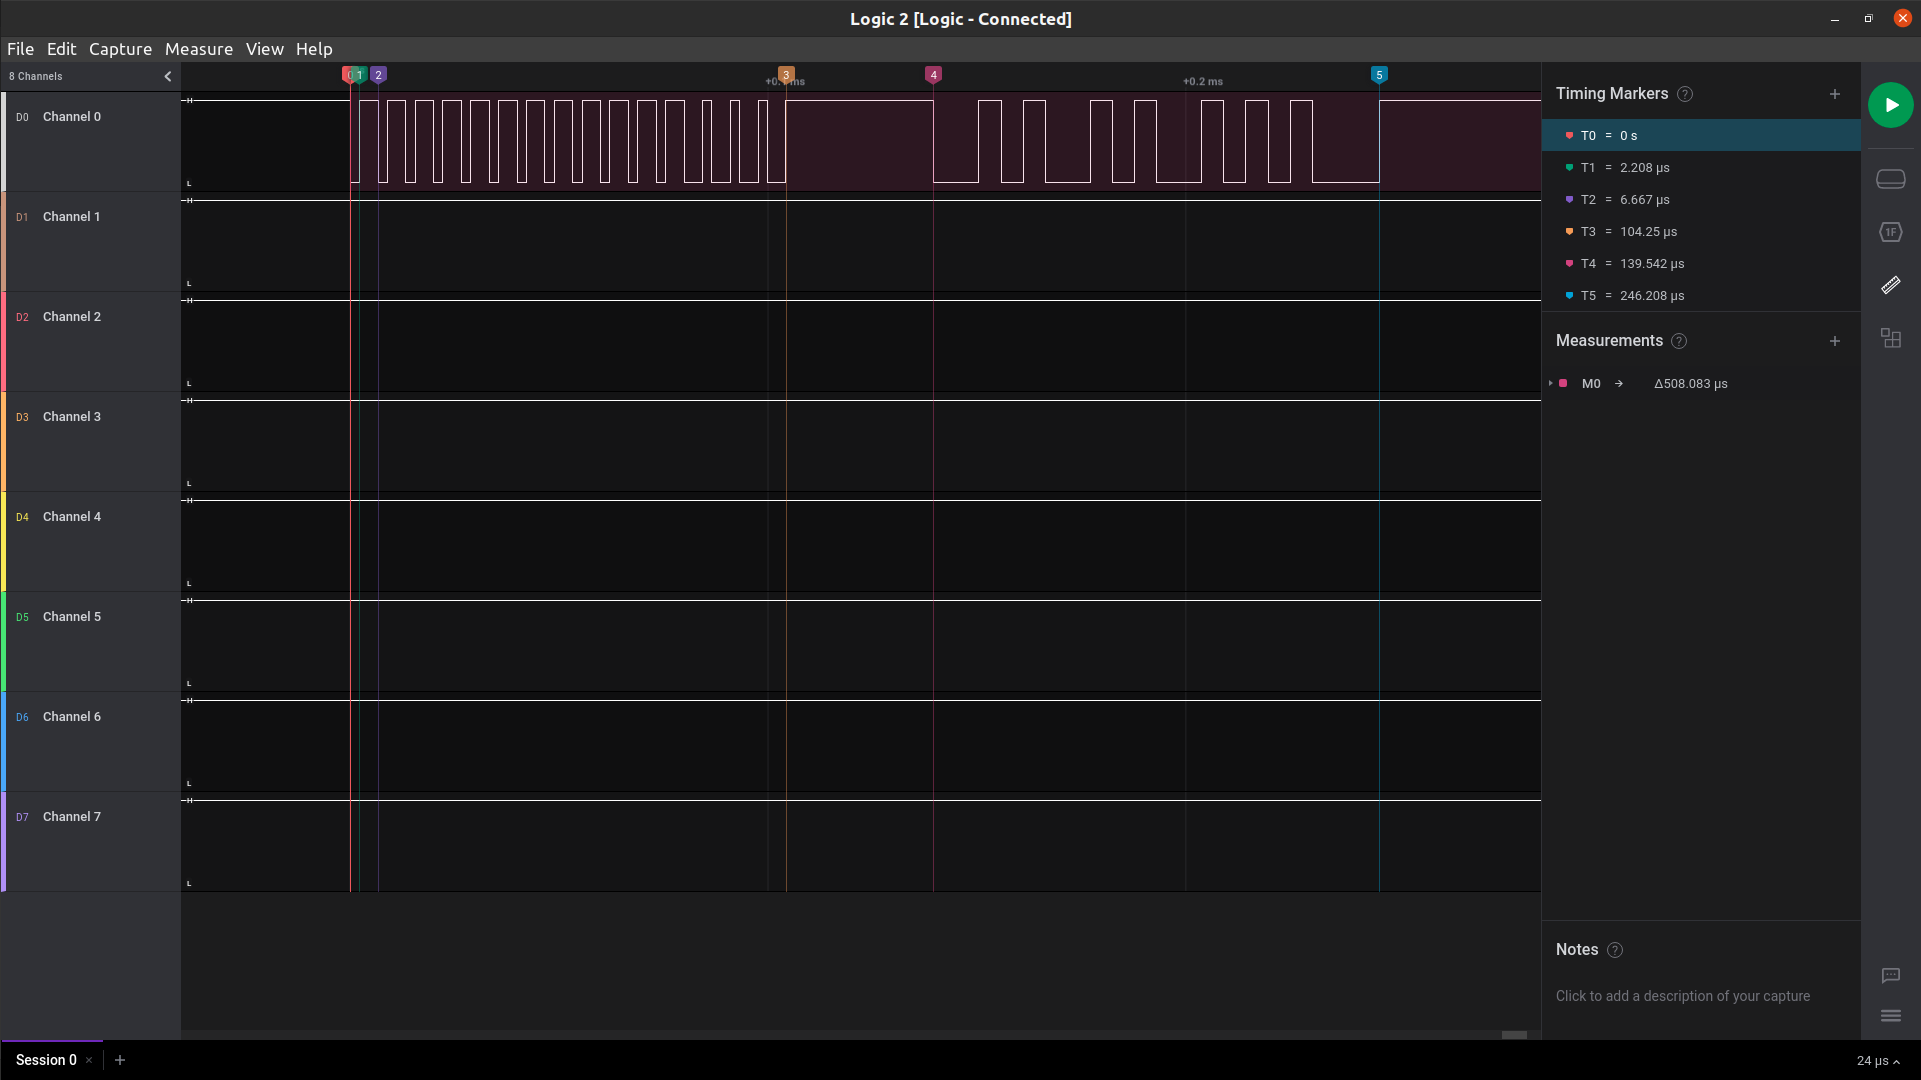 Logic 2 [Logic - Connected]
File Edit Capture Measure View Help
8 Channels
0 1 2 3 4 5
+0.2 ms
D0 Channel 0
H
L
D1 Channel 1
H
L
D2 Channel 2
H
L
D3 Channel 3
H
L
D4 Channel 4
H
L
D5 Channel 5
H
L
D6 Channel 6
H
L
D7 Channel 7
H
L
Timing Markers ?
T0 = 0 s
T1 = 2.208 µs
T2 = 6.667 µs
T3 = 104.25 µs
T4 = 139.542 µs
T5 = 246.208 µs
Measurements ?
M0 → Δ508.083 µs
1F
Notes ?
Click to add a description of your capture
Session 0 × +
24 µs